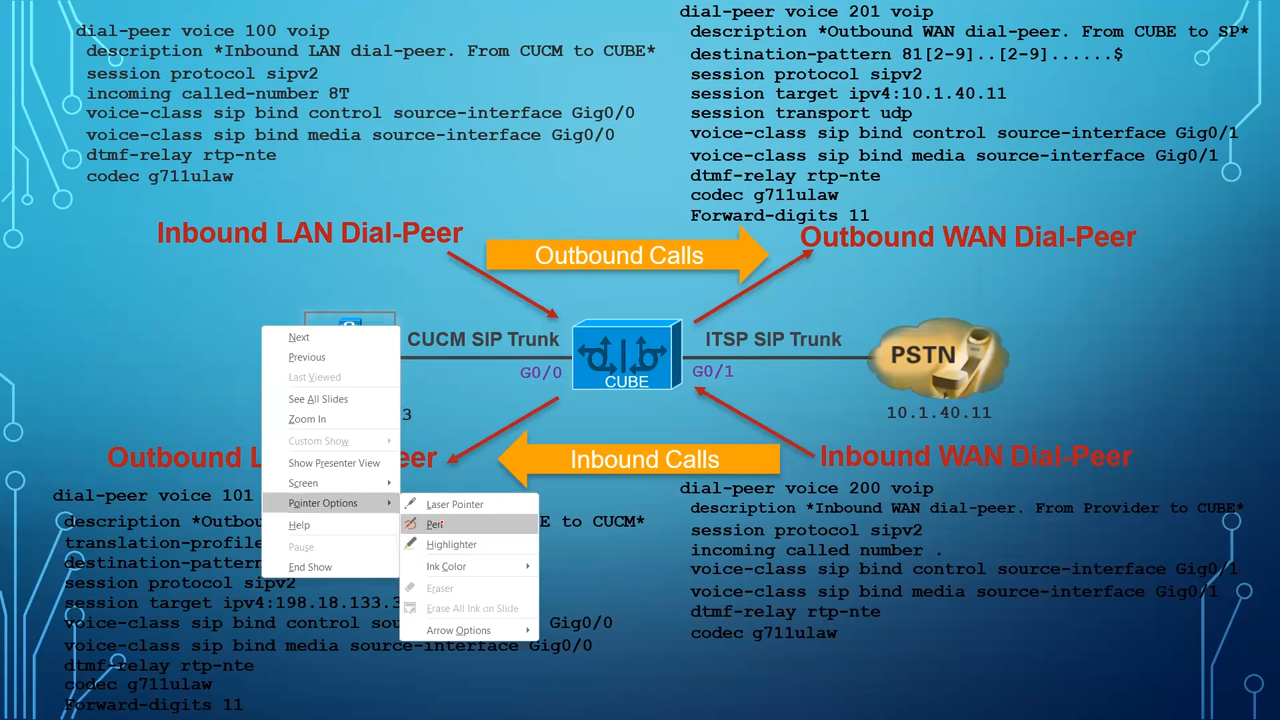 dial-peer voice 100 voip
description *Inbound LAN dial-peer. From CUCM to CUBE*
session protocol sipv2
incoming called-number 8T
voice-class sip bind control source-interface Gig0/0
voice-class sip bind media source-interface Gig0/0
dtmf-relay rtp-nte
codec g711ulaw
dial-peer voice 201 voip
description *Outbound WAN dial-peer. From CUBE to SP*
destination-pattern 81[2-9]..[2-9]......$
session protocol sipv2
session target ipv4:10.1.40.11
session transport udp
voice-class sip bind control source-interface Gig0/1
voice-class sip bind media source-interface Gig0/1
dtmf-relay rtp-nte
codec g711ulaw
Forward-digits 11
Inbound LAN Dial-Peer
Outbound Calls
Outbound WAN Dial-Peer
CUCM SIP Trunk
ITSP SIP Trunk
G0/0
CUBE
G0/1
PSTN
10.1.40.11
3
Next
Previous
Last Viewed
See All Slides
Zoom In
Custom Show
Show Presenter View
Screen
Pointer Options
Help
Pause
End Show
Laser Pointer
Pen
Highlighter
Ink Color
Eraser
Erase All Ink on Slide
Arrow Options
Outbound L eer
Inbound Calls
Inbound WAN Dial-Peer
dial-peer voice 101
description *Outbou E to CUCM*
translation-profile
destination-pattern
session protocol sipv2
session target ipv4:198.18.133.3
voice-class sip bind control sou Gig0/0
voice-class sip bind media source-interface Gig0/0
dtmf-relay rtp-nte
codec g711ulaw
Forward-digits 11
dial-peer voice 200 voip
description *Inbound WAN dial-peer. From Provider to CUBE*
session protocol sipv2
incoming called number .
voice-class sip bind control source-interface Gig0/1
voice-class sip bind media source-interface Gig0/1
dtmf-relay rtp-nte
codec g711ulaw